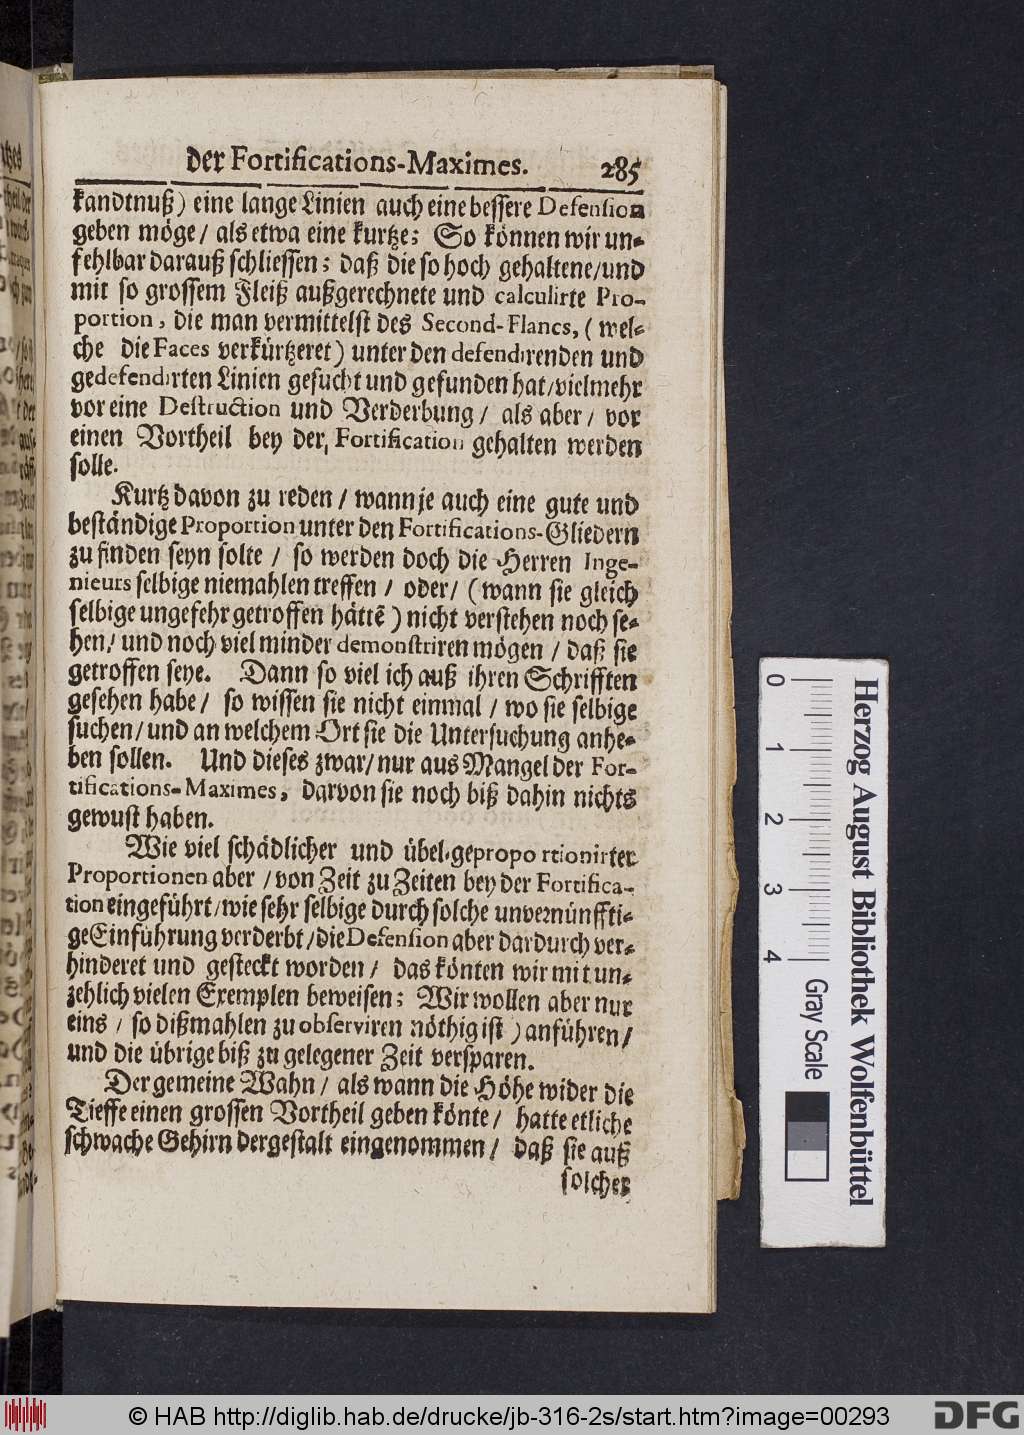 der Fortifications-Maximes. 285
kandtnuß) eine lange Linien auch eine bessere Defension
geben möge / als etwa eine kurtze; So können wir un-
fehlbar darauß schliessen; daß die so hoch gehaltene/und
mit so grossem Fleiß außgerechnete und calculirte Pro-
portion, die man vermittelst des Second-Flancs, (wel-
che die Faces verkürtzeret) unter den defendirenden und
gedefendirten Linien gesucht und gefunden hat/vielmehr
vor eine Destruction und Verderbung / als aber / vor
einen Vortheil bey der, Fortification gehalten werden
solle.
Kurtz davon zu reden / wann je auch eine gute und
beständige Proportion unter den Fortifications-Gliedern
zu finden seyn solte / so werden doch die Herren Inge-
nieurs selbige niemahlen treffen / oder / (wann sie gleich
selbige ungefehr getroffen hättē) nicht verstehen noch se-
hen / und noch viel minder demonstriren mögen / daß sie
getroffen seye. Dann so viel ich auß ihren Schrifften
gesehen habe / so wissen sie nicht einmal / wo sie selbige
suchen / und an welchem Ort sie die Untersuchung anhe-
ben sollen. Und dieses zwar / nur aus Mangel der For-
tifications-Maximes, darvon sie noch biß dahin nichts
gewust haben.
Wie viel schädlicher und übel-geproportionirter
Proportionen aber / von Zeit zu Zeiten bey der Fortifica-
tion eingeführt / wie sehr selbige durch solche unvernünffti-
ge Einführung verderbt / die Defension aber dardurch ver-
hinderet und gesteckt worden / das könten wir mit un-
zehlich vielen Exemplen beweisen; Wir wollen aber nur
eins / so dißmahlen zu observiren nöthig ist ) anführen /
und die übrige biß zu gelegener Zeit versparen.
Der gemeine Wahn / als wann die Höhe wider die
Tieffe einen grossen Vortheil geben könte / hatte etliche
schwache Gehirn dergestalt eingenommen / daß sie auß
solcher
0 1 2 3 4
Gray Scale
Herzog August Bibliothek Wolfenbüttel
© HAB http://diglib.hab.de/drucke/jb-316-2s/start.htm?image=00293
DFG